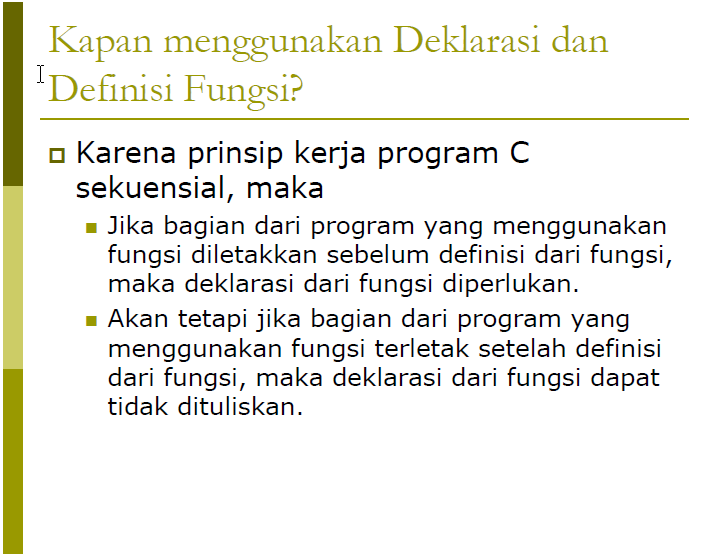 Kapan menggunakan Deklarasi dan
Definisi Fungsi?
Karena prinsip kerja program C
sekuensial, maka
Jika bagian dari program yang menggunakan
fungsi diletakkan sebelum definisi dari fungsi,
maka deklarasi dari fungsi diperlukan.
Akan tetapi jika bagian dari program yang
menggunakan fungsi terletak setelah definisi
dari fungsi, maka deklarasi dari fungsi dapat
tidak dituliskan.